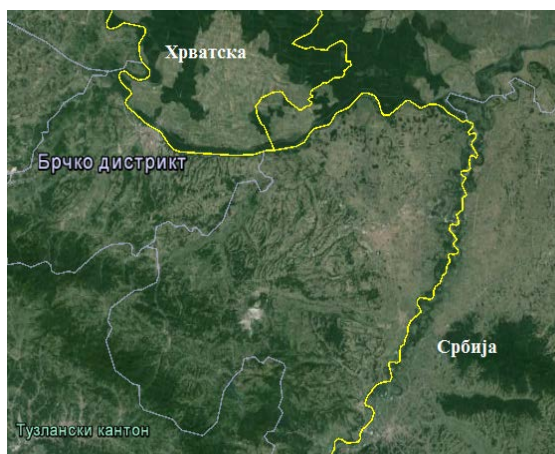 Хрватска
Брчко дистрикт
Србија
Тузлански кантон